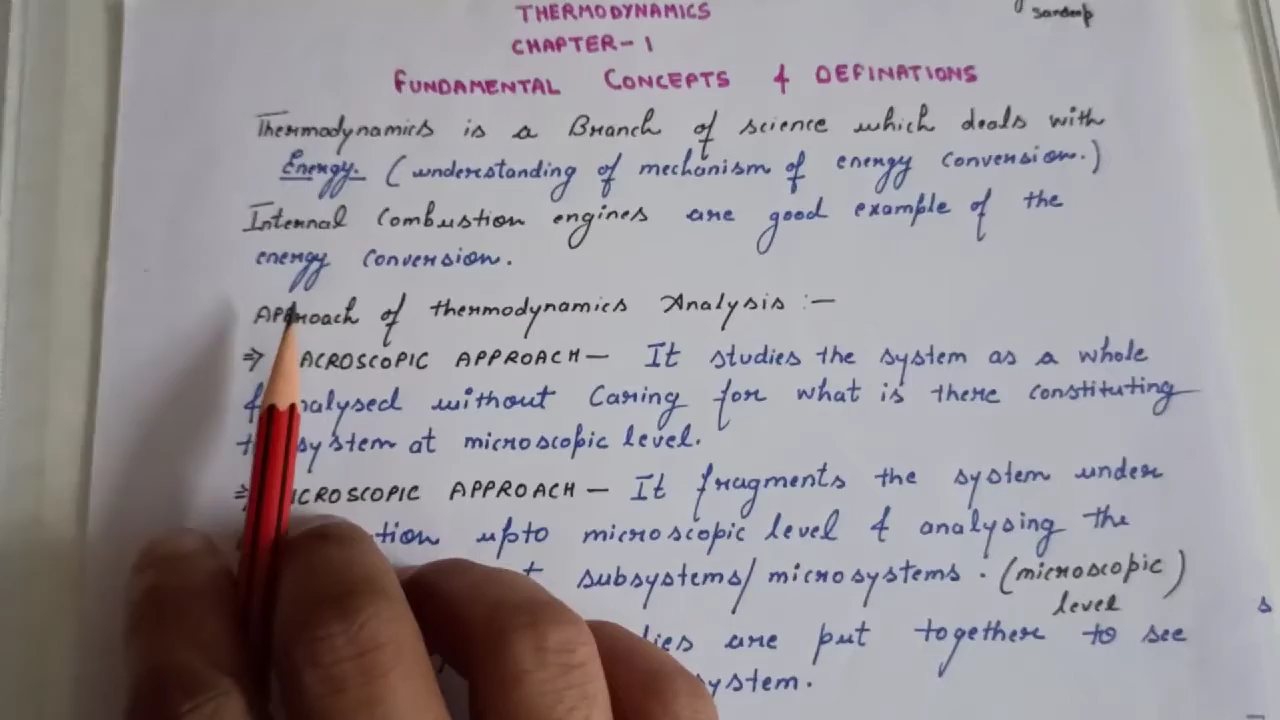 Sandeep
THERMODYNAMICS
CHAPTER-1
FUNDAMENTAL CONCEPTS & DEFINATIONS
Thermodynamics is a Branch of science which deals with
Energy. (understanding of mechanism of energy conversion.)
Internal Combustion engines are good example of the
energy conversion.
Approach of thermodynamics Analysis :-
⇒ ACROSCOPIC APPROACH - It studies the system as a whole
& nalysed without Caring for what is there constituting
system at microscopic level.
⇒ ICROSCOPIC APPROACH - It fragments the system under
tion upto microscopic level & analysing the
subsystems/microsystems. (microscopic
level)
are put together to see
system.
s